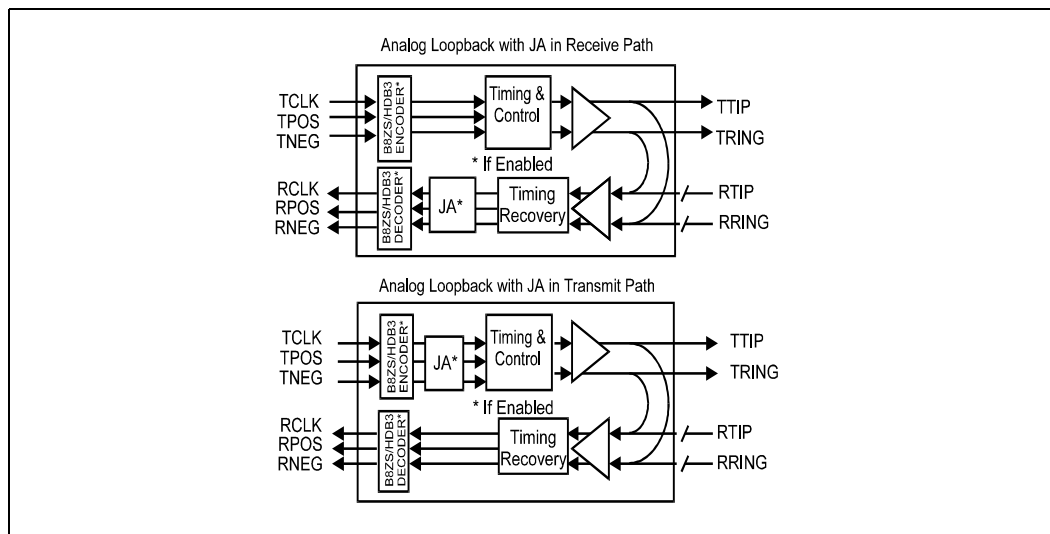 Analog Loopback with JA in Receive Path
TCLK
TPOS
TNEG
B8ZS/HDB3
ENCODER*
Timing &
Control
TTIP
TRING
* If Enabled
RCLK
RPOS
RNEG
B8ZS/HDB3
DECODER*
JA*
Timing
Recovery
RTIP
RRING
Analog Loopback with JA in Transmit Path
TCLK
TPOS
TNEG
B8ZS/HDB3
ENCODER*
JA*
Timing &
Control
TTIP
TRING
* If Enabled
RCLK
RPOS
RNEG
B8ZS/HDB3
DECODER*
Timing
Recovery
RTIP
RRING